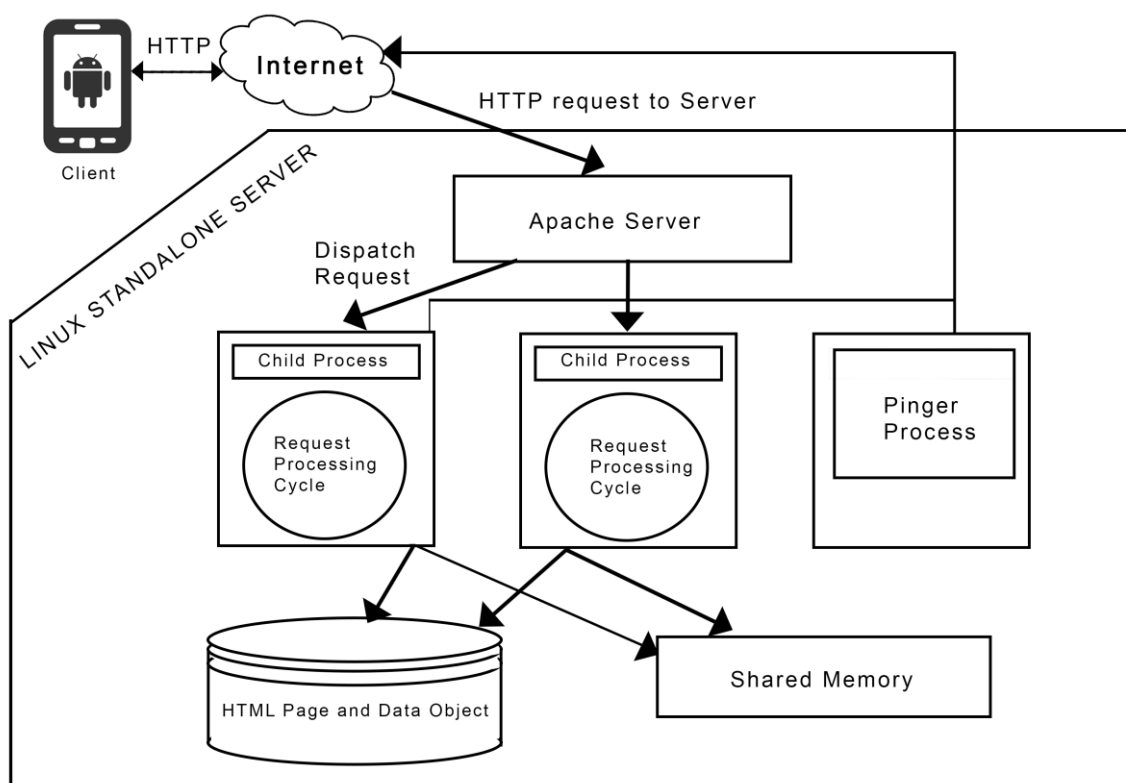 HTTP
Internet
HTTP request to Server
Client
LINUX STANDALONE SERVER
Apache Server
Dispatch
Request
Child Process
Child Process
Request
Processing
Cycle
Request
Processing
Cycle
Pinger
Process
HTML Page and Data Object
Shared Memory